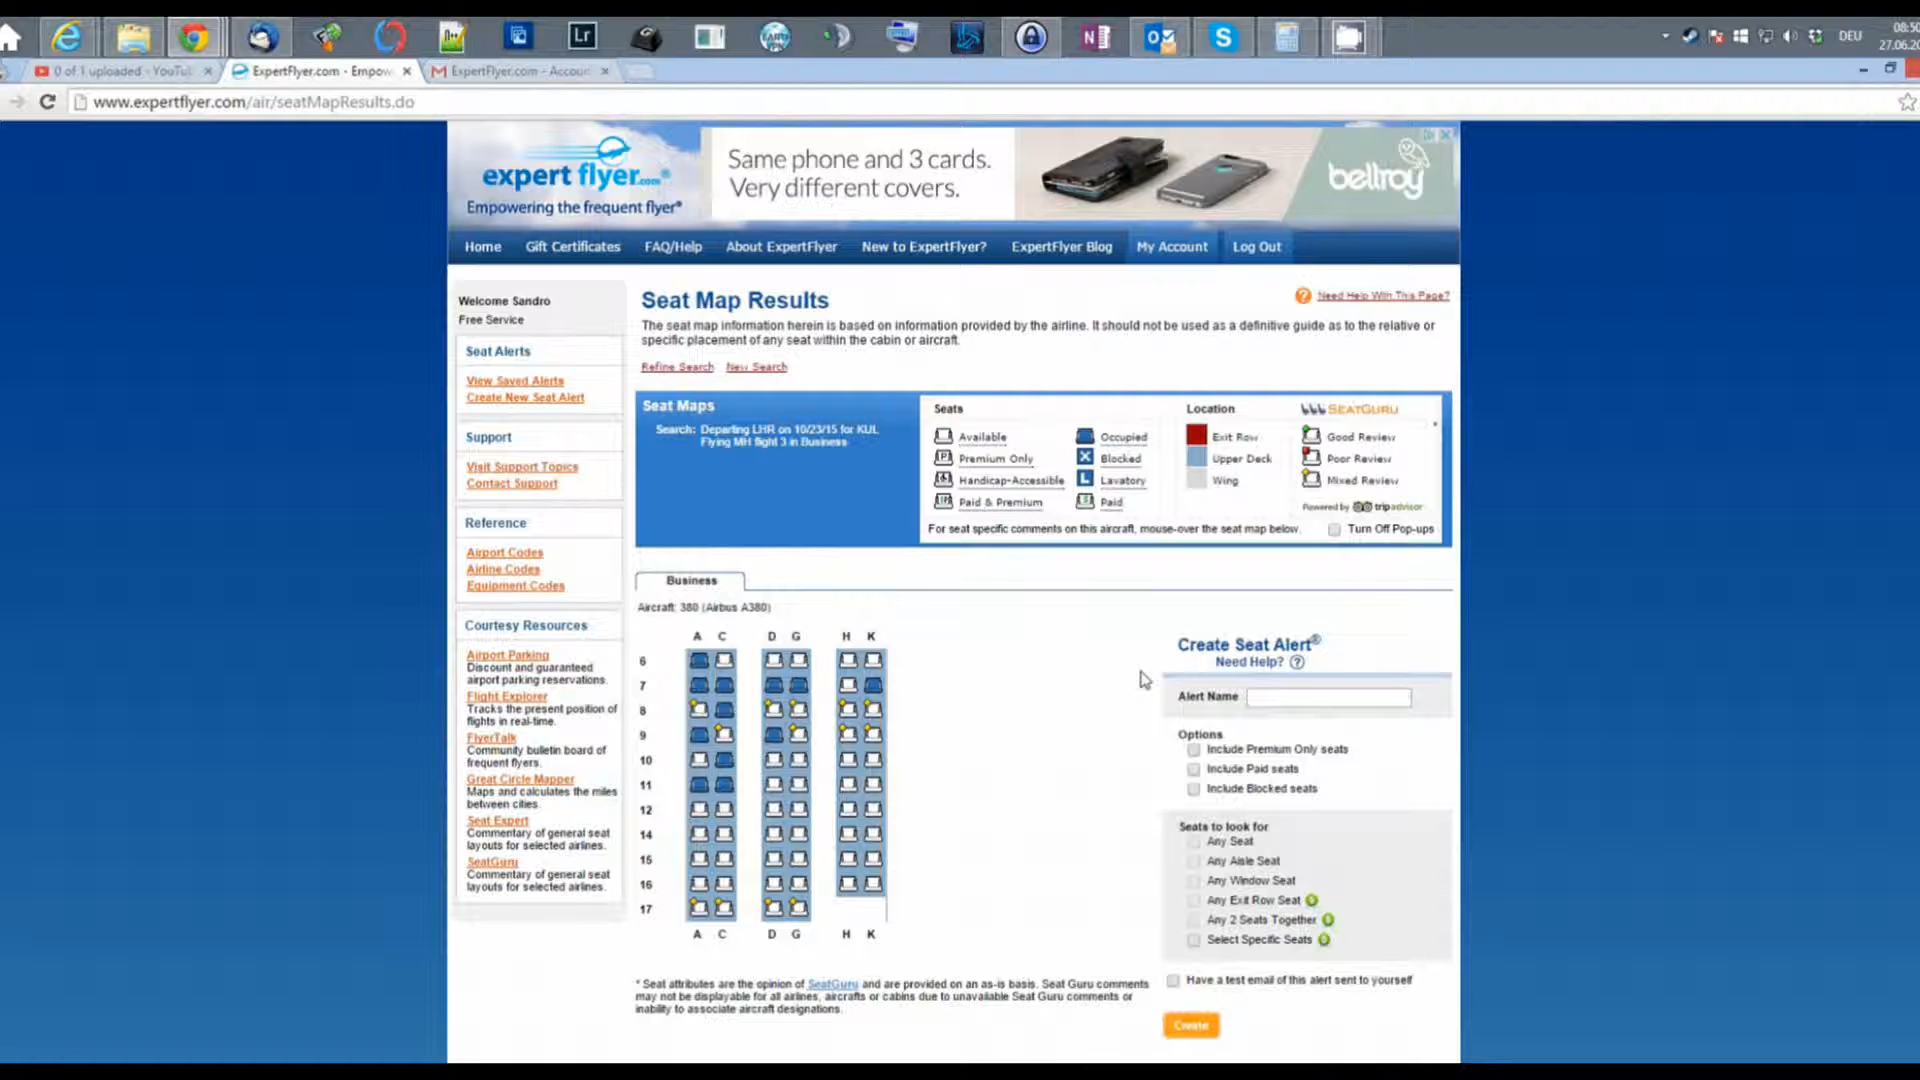 Lr
DEU
08:50
27.06.20
0 of 1 uploaded - YouTu
ExpertFlyer.com - Empow
ExpertFlyer.com - Accoun
www.expertflyer.com/air/seatMapResults.do
expert flyer.com®
Empowering the frequent flyer®
Same phone and 3 cards.
Very different covers.
bellroy
Home Gift Certificates FAQ/Help About ExpertFlyer New to ExpertFlyer? ExpertFlyer Blog My Account Log Out
Welcome Sandro
Free Service
Seat Alerts
View Saved Alerts
Create New Seat Alert
Support
Visit Support Topics
Contact Support
Reference
Airport Codes
Airline Codes
Equipment Codes
Courtesy Resources
Airport Parking
Discount and guaranteed
airport parking reservations.
Flight Explorer
Tracks the present position of
flights in real-time.
FlyerTalk
Community bulletin board of
frequent flyers.
Great Circle Mapper
Maps and calculates the miles
between cities.
Seat Expert
Commentary of general seat
layouts for selected airlines.
SeatGuru
Commentary of general seat
layouts for selected airlines.
Seat Map Results
Need Help With This Page?
The seat map information herein is based on information provided by the airline. It should not be used as a definitive guide as to the relative or
specific placement of any seat within the cabin or aircraft.
Refine Search New Search
Seat Maps
Search: Departing LHR on 10/23/15 for KUL
Flying MH flight 3 in Business
Seats Location SEATGURU
Available Occupied Exit Row Good Review
Premium Only Blocked Upper Deck Poor Review
Handicap-Accessible Lavatory Wing Mixed Review
Paid & Premium Paid Powered by tripadvisor
For seat specific comments on this aircraft, mouse-over the seat map below. Turn Off Pop-ups
Business
Aircraft: 380 (Airbus A380)
A C D G H K
6
7
8
9
10
11
12
14
15
16
17
A C D G H K
* Seat attributes are the opinion of SeatGuru and are provided on an as-is basis. Seat Guru comments
may not be displayable for all airlines, aircrafts or cabins due to unavailable Seat Guru comments or
inability to associate aircraft designations.
Create Seat Alert®
Need Help? ?
Alert Name
Options
Include Premium Only seats
Include Paid seats
Include Blocked seats
Seats to look for
Any Seat
Any Aisle Seat
Any Window Seat
Any Exit Row Seat
Any 2 Seats Together
Select Specific Seats
Have a test email of this alert sent to yourself
Create